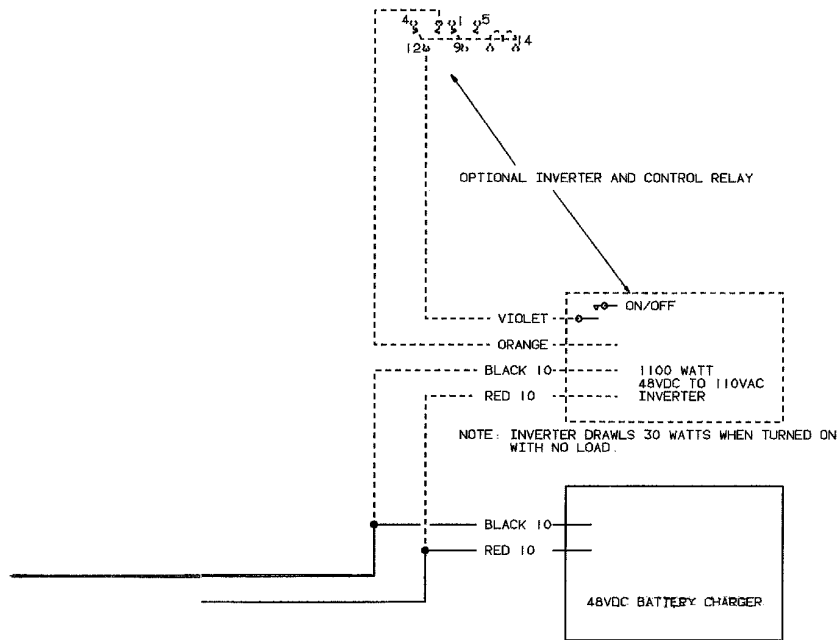 4 1 5
12 9 14
OPTIONAL INVERTER AND CONTROL RELAY
ON/OFF
VIOLET
ORANGE
BLACK 10
1100 WATT
48VDC TO 110VAC
RED 10
INVERTER
NOTE: INVERTER DRAWLS 30 WATTS WHEN TURNED ON
WITH NO LOAD.
BLACK 10
RED 10
48VDC BATTERY CHARGER